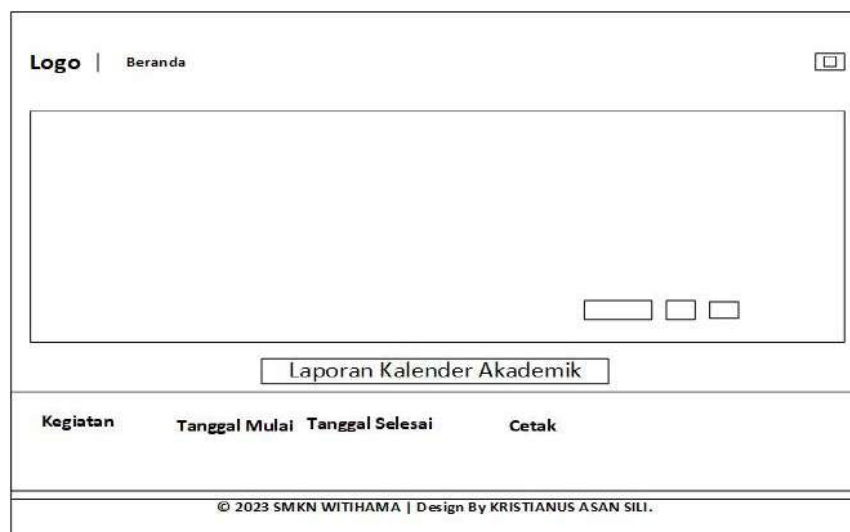 Logo | Beranda
Laporan Kalender Akademik
Kegiatan Tanggal Mulai Tanggal Selesai Cetak
© 2023 SMKN WITIHAMA | Design By KRISTIANUS ASAN SILI.